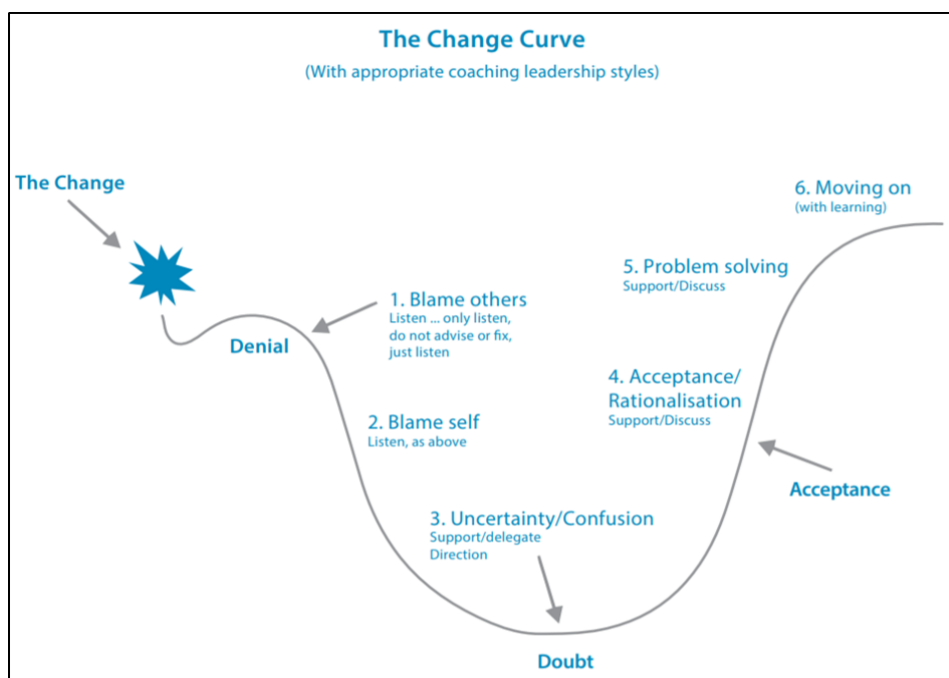 The Change Curve
(With appropriate coaching leadership styles)
The Change
6. Moving on
(with learning)
5. Problem solving
Support/Discuss
1. Blame others
Listen ... only listen,
do not advise or fix,
just listen
Denial
4. Acceptance/
Rationalisation
Support/Discuss
2. Blame self
Listen, as above
Acceptance
3. Uncertainty/Confusion
Support/delegate
Direction
Doubt